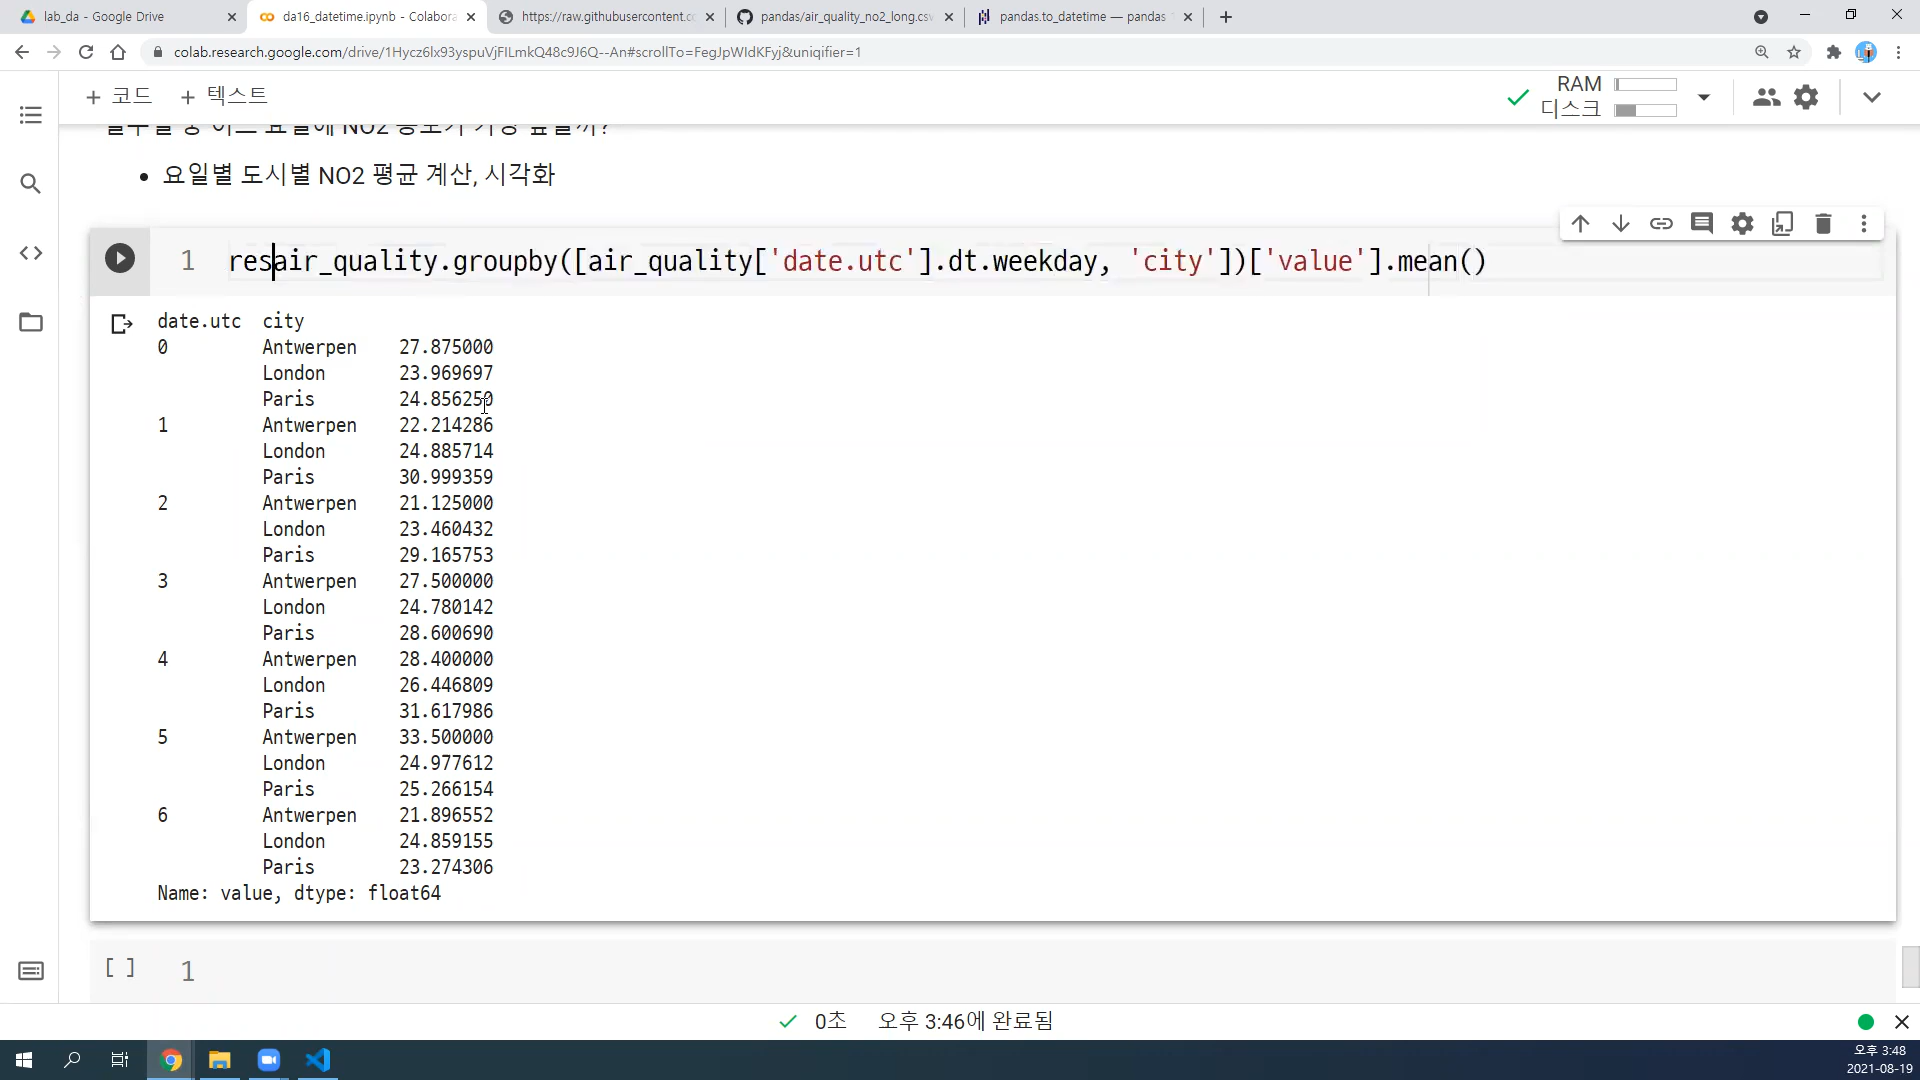 lab_da - Google Drive
da16_datetime.ipynb - Colabora
https://raw.githubusercontent.cc
pandas/air_quality_no2_long.csv
pandas.to_datetime — pandas
colab.research.google.com/drive/1Hycz6lx93yspuVjFILmkQ48c9J6Q--An#scrollTo=FegJpWIdKFyj&uniqifier=1
+ 코드 + 텍스트
RAM
디스크
• 요일별 도시별 NO2 평균 계산, 시각화
1 resair_quality.groupby([air_quality['date.utc'].dt.weekday, 'city'])['value'].mean()
date.utc city
0 Antwerpen 27.875000
London 23.969697
Paris 24.856250
1 Antwerpen 22.214286
London 24.885714
Paris 30.999359
2 Antwerpen 21.125000
London 23.460432
Paris 29.165753
3 Antwerpen 27.500000
London 24.780142
Paris 28.600690
4 Antwerpen 28.400000
London 26.446809
Paris 31.617986
5 Antwerpen 33.500000
London 24.977612
Paris 25.266154
6 Antwerpen 21.896552
London 24.859155
Paris 23.274306
Name: value, dtype: float64
[ ] 1
0초 오후 3:46에 완료됨
오후 3:48
2021-08-19